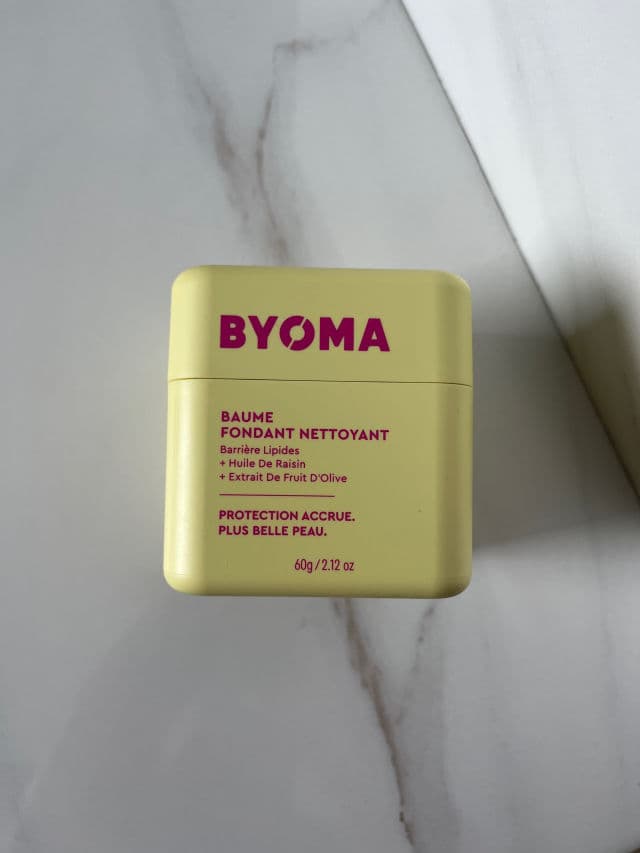 BYOMA
BAUME
FONDANT NETTOYANT
Barrière Lipides
+ Huile De Raisin
+ Extrait De Fruit D'Olive
PROTECTION ACCRUE.
PLUS BELLE PEAU.
60g/2.12 oz